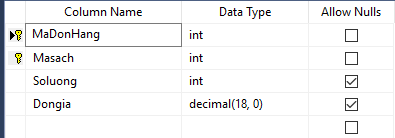 Column Name Data Type Allow Nulls
MaDonHang int
Masach int
Soluong int
Dongia decimal(18, 0)